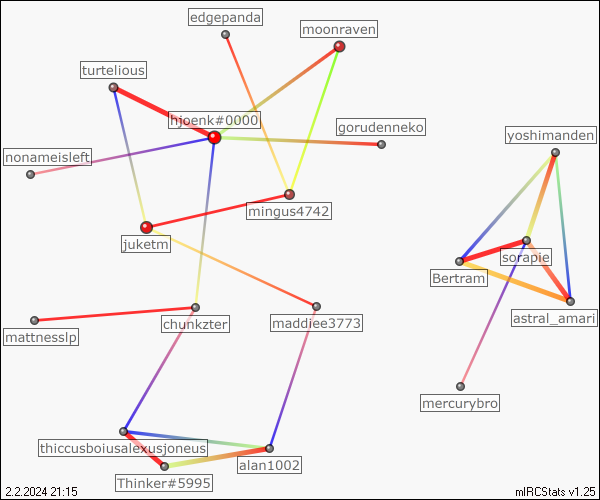 edgepanda
moonraven
turtelious
hjoenk#0000
gorudenneko
yoshimanden
nonameisleft
mingus4742
juketm
sorapie
Bertram
astral_amari
mattnesslp
chunkzter
maddiee3773
mercurybro
thiccusboiusalexusjoneus
alan1002
Thinker#5995
2.2.2024 21:15
mIRCStats v1.25